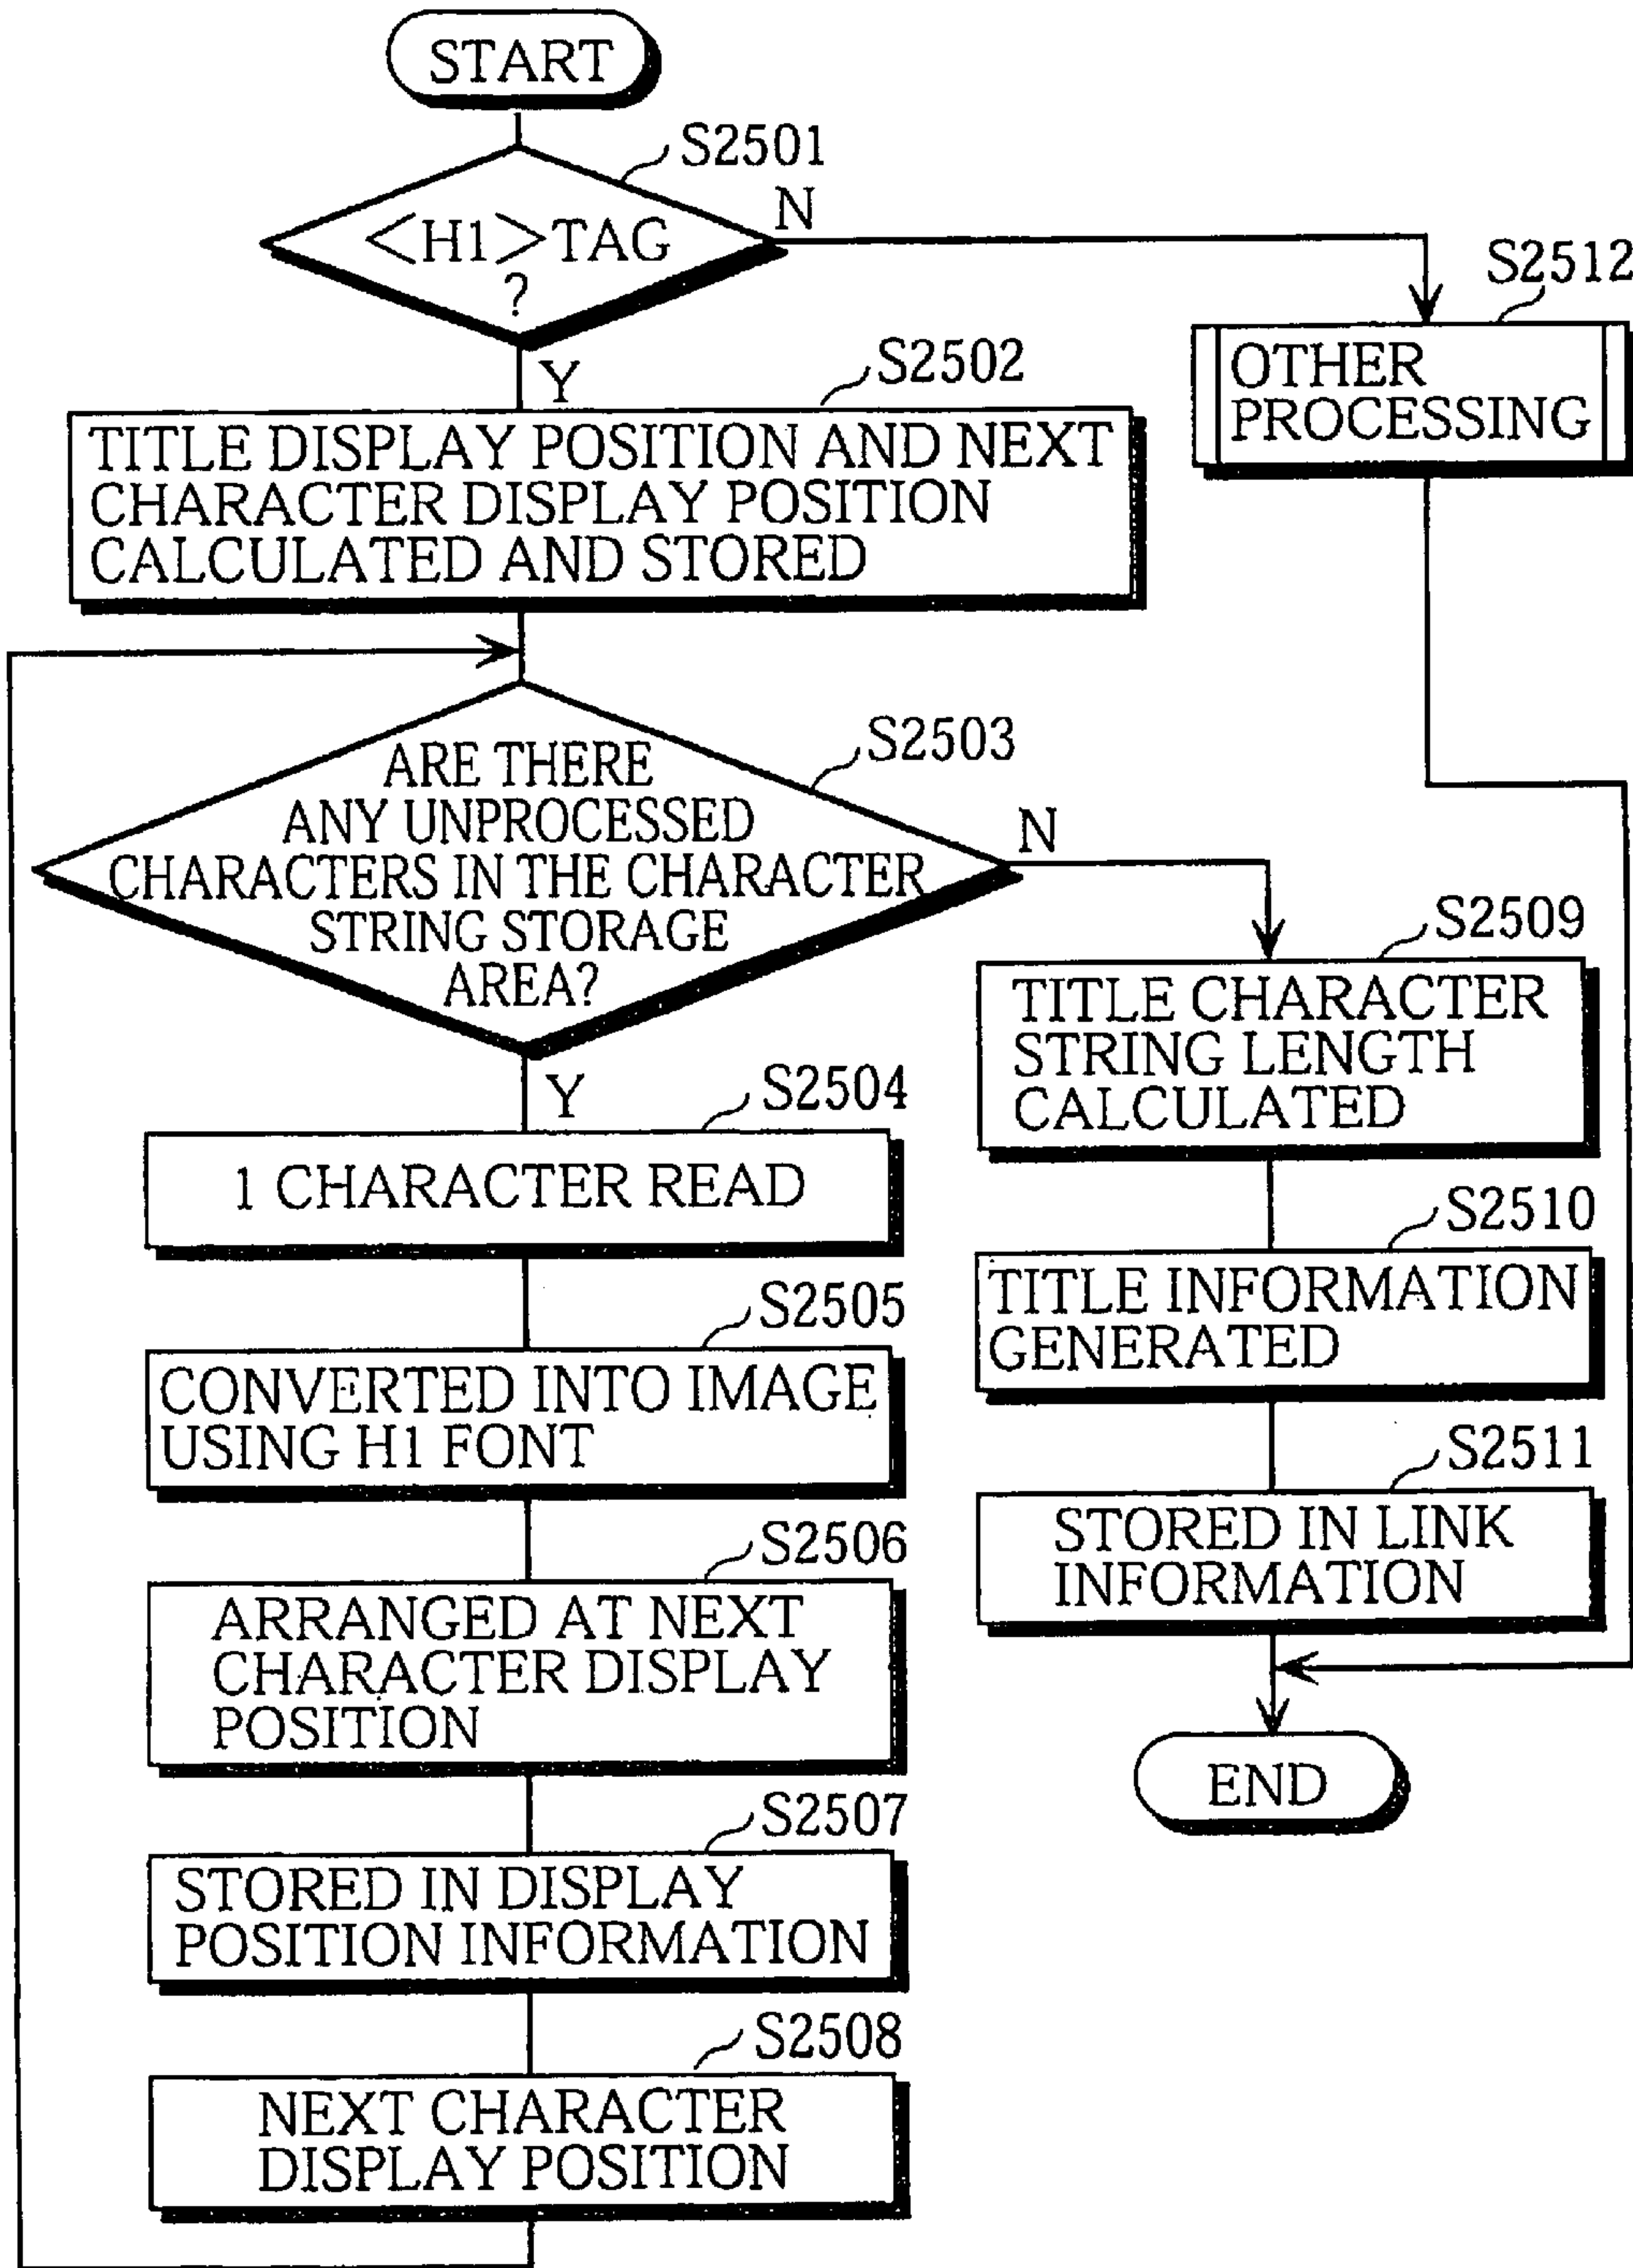 START
S2501
<H1>TAG
?
N
Y
S2512
OTHER
PROCESSING
S2502
TITLE DISPLAY POSITION AND NEXT
CHARACTER DISPLAY POSITION
CALCULATED AND STORED
S2503
ARE THERE
ANY UNPROCESSED
CHARACTERS IN THE CHARACTER
STRING STORAGE
AREA?
N
Y
S2504
1 CHARACTER READ
S2505
CONVERTED INTO IMAGE
USING H1 FONT
S2506
ARRANGED AT NEXT
CHARACTER DISPLAY
POSITION
S2507
STORED IN DISPLAY
POSITION INFORMATION
S2508
NEXT CHARACTER
DISPLAY POSITION
S2509
TITLE CHARACTER
STRING LENGTH
CALCULATED
S2510
TITLE INFORMATION
GENERATED
S2511
STORED IN LINK
INFORMATION
END